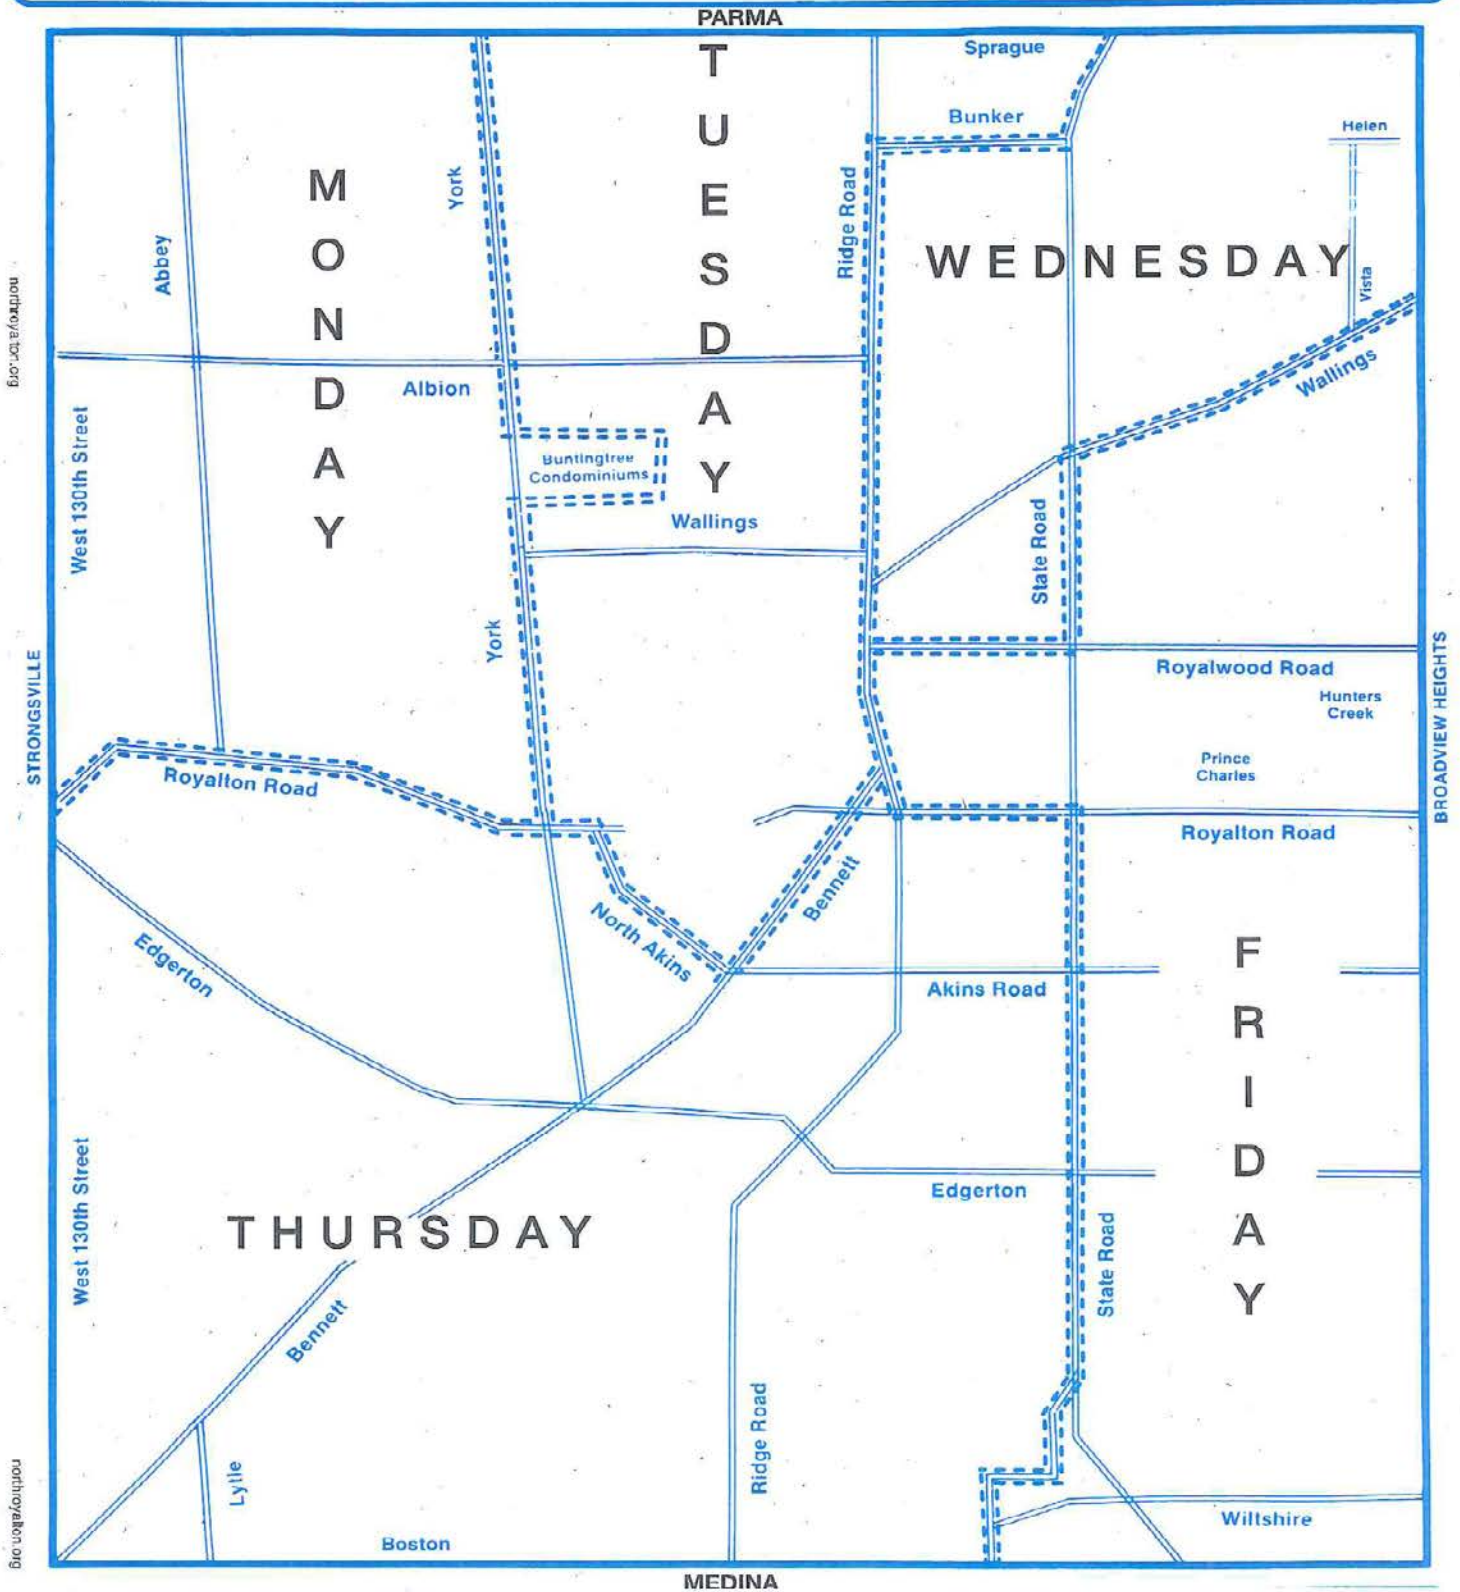 PARMA
Sprague
Bunker
Helen
TUESDAY
MONDAY
York
Ridge Road
Abbey
WEDNESDAY
Vista
northroyalton.org
Albion
Wallings
West 130th Street
Buntingtree
Condominiums
Wallings
State Road
York
STRONGSVILLE
Royalwood Road
Hunters
Creek
BROADVIEW HEIGHTS
Prince
Charles
Royalton Road
Royalton Road
Bennett
North Akins
Edgerton
FRIDAY
Akins Road
West 130th Street
Edgerton
THURSDAY
State Road
Bennett
Ridge Road
Lytle
northroyalton.org
Wiltshire
Boston
MEDINA